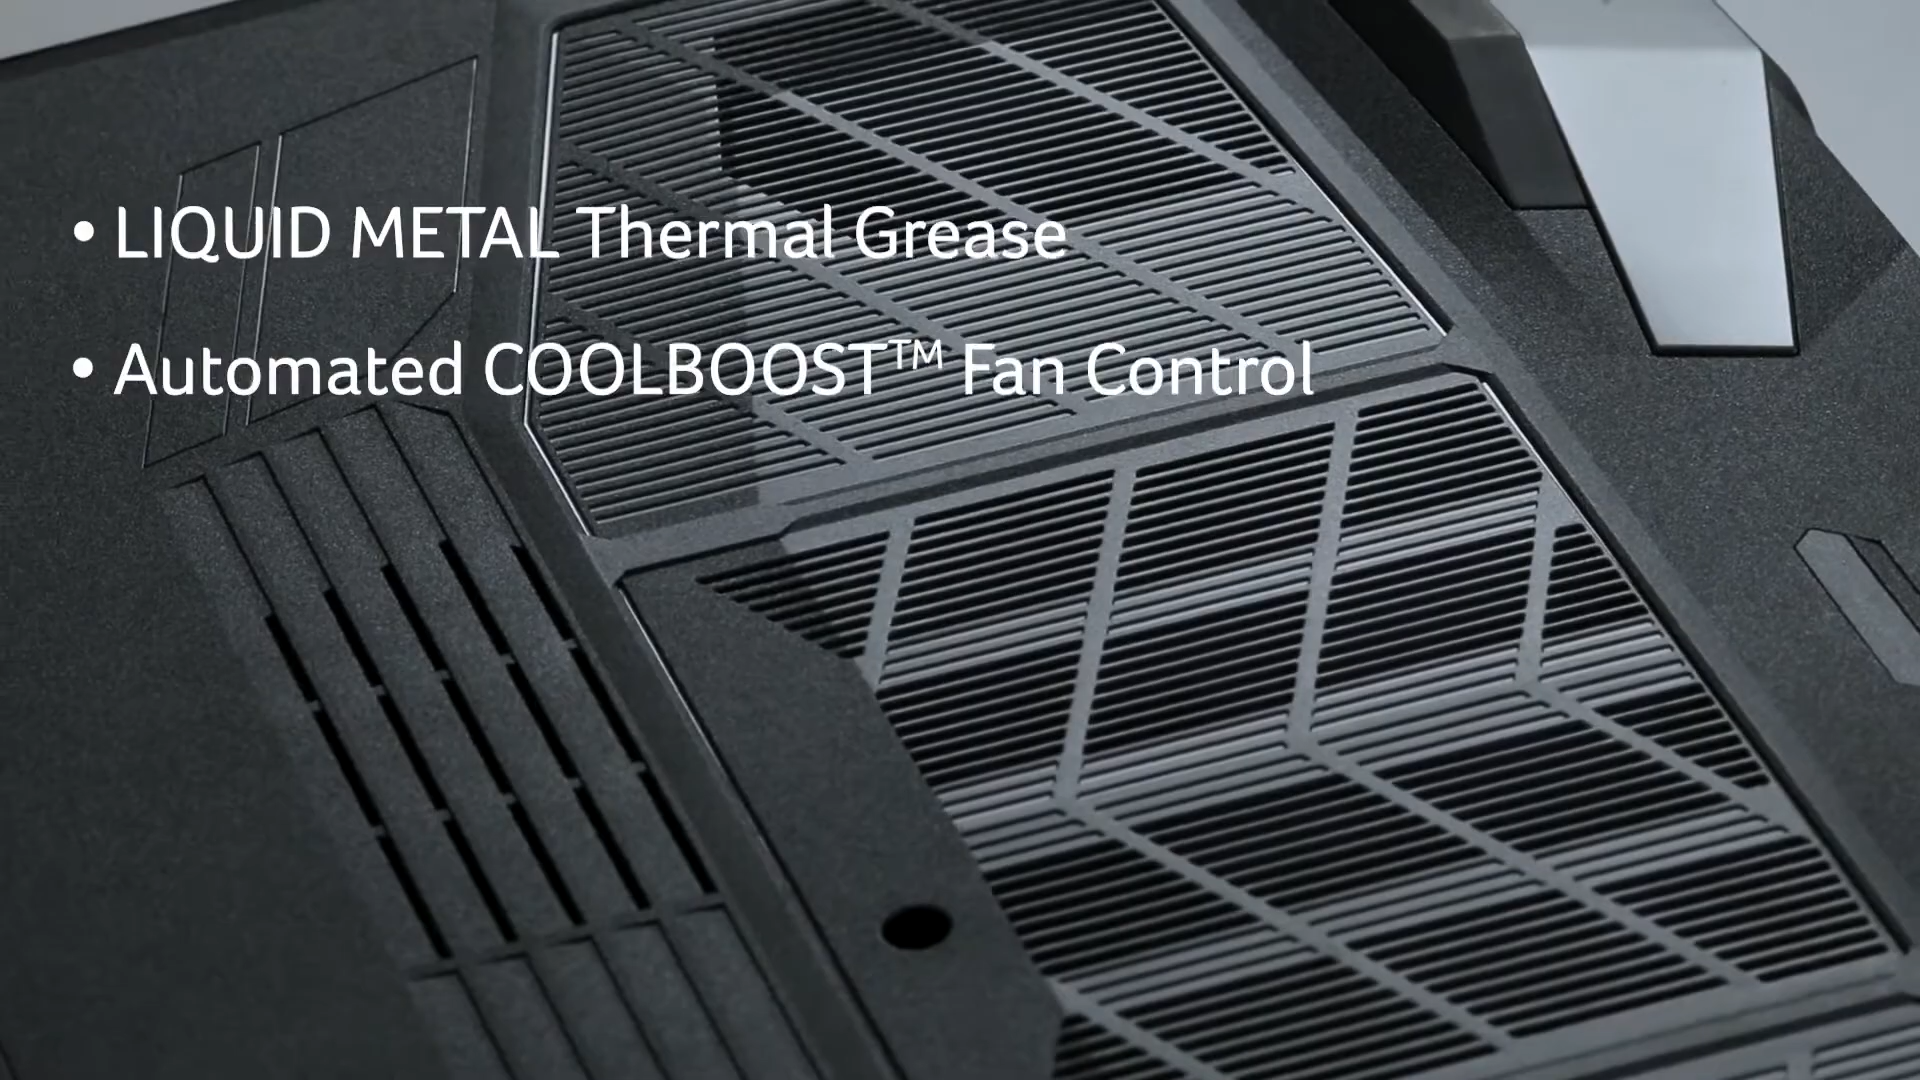 • LIQUID METAL Thermal Grease
• Automated COOLBOOST™ Fan Control